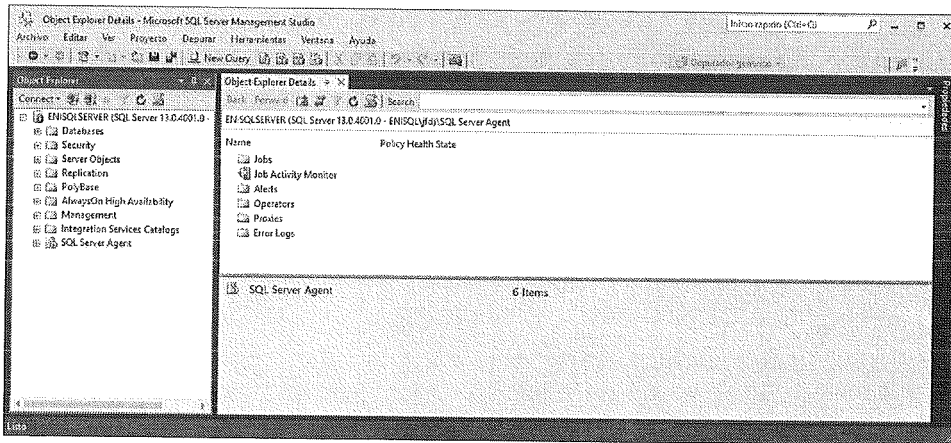 Object Explorer Details - Microsoft SQL Server Management Studio
Inicio rápido (Ctrl+Q)
Archivo Editar Ver Proyecto Depurar Herramientas Ventana Ayuda
New Query
Depurador genérico
Object Explorer
Connect
ENISQLSERVER (SQL Server 13.0.4001.0 -
Databases
Security
Server Objects
Replication
PolyBase
AlwaysOn High Availability
Management
Integration Services Catalogs
SQL Server Agent
Object Explorer Details
Back Forward Search
(SQL Server 13.0.4001.0 - ENISQL\jfdj)\SQL Server Agent
Name Policy Health State
Jobs
Job Activity Monitor
Alerts
Operators
Proxies
Error Logs
SQL Server Agent 6 Items
Listo